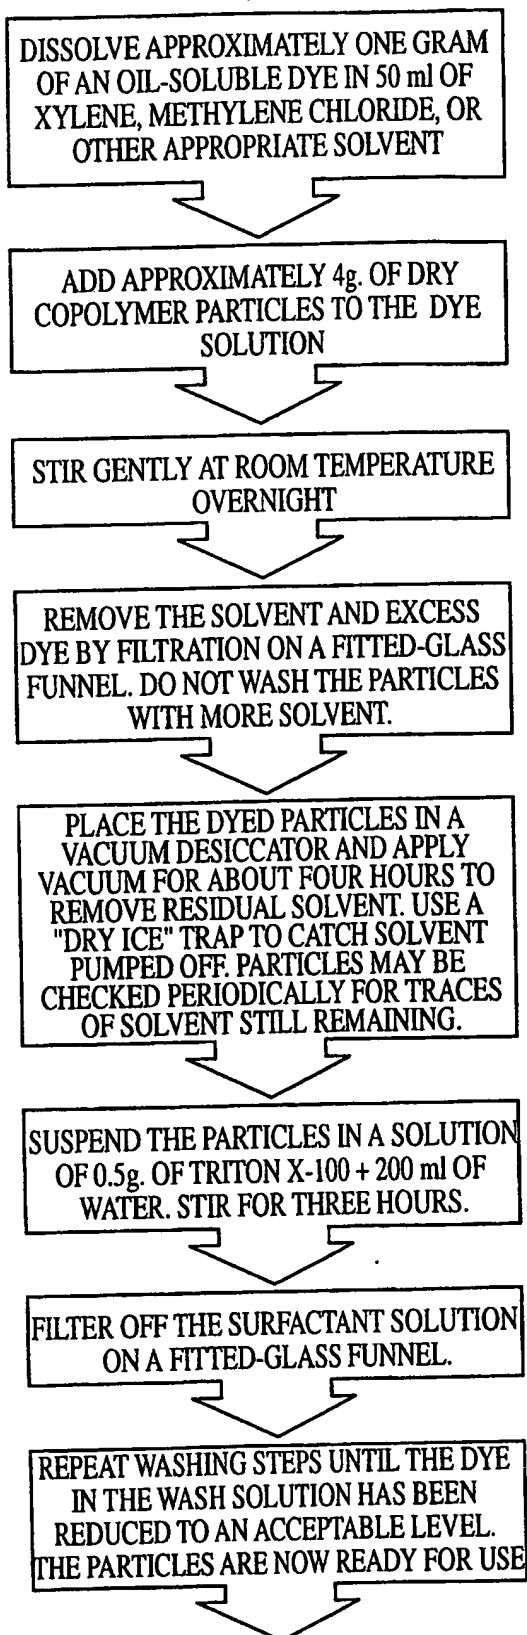 DISSOLVE APPROXIMATELY ONE GRAM
OF AN OIL-SOLUBLE DYE IN 50 ml OF
XYLENE, METHYLENE CHLORIDE, OR
OTHER APPROPRIATE SOLVENT
ADD APPROXIMATELY 4g. OF DRY
COPOLYMER PARTICLES TO THE DYE
SOLUTION
STIR GENTLY AT ROOM TEMPERATURE
OVERNIGHT
REMOVE THE SOLVENT AND EXCESS
DYE BY FILTRATION ON A FITTED-GLASS
FUNNEL. DO NOT WASH THE PARTICLES
WITH MORE SOLVENT.
PLACE THE DYED PARTICLES IN A
VACUUM DESICCATOR AND APPLY
VACUUM FOR ABOUT FOUR HOURS TO
REMOVE RESIDUAL SOLVENT. USE A
"DRY ICE" TRAP TO CATCH SOLVENT
PUMPED OFF. PARTICLES MAY BE
CHECKED PERIODICALLY FOR TRACES
OF SOLVENT STILL REMAINING.
SUSPEND THE PARTICLES IN A SOLUTION
OF 0.5g. OF TRITON X-100 + 200 ml OF
WATER. STIR FOR THREE HOURS.
FILTER OFF THE SURFACTANT SOLUTION
ON A FITTED-GLASS FUNNEL.
REPEAT WASHING STEPS UNTIL THE DYE
IN THE WASH SOLUTION HAS BEEN
REDUCED TO AN ACCEPTABLE LEVEL.
THE PARTICLES ARE NOW READY FOR USE